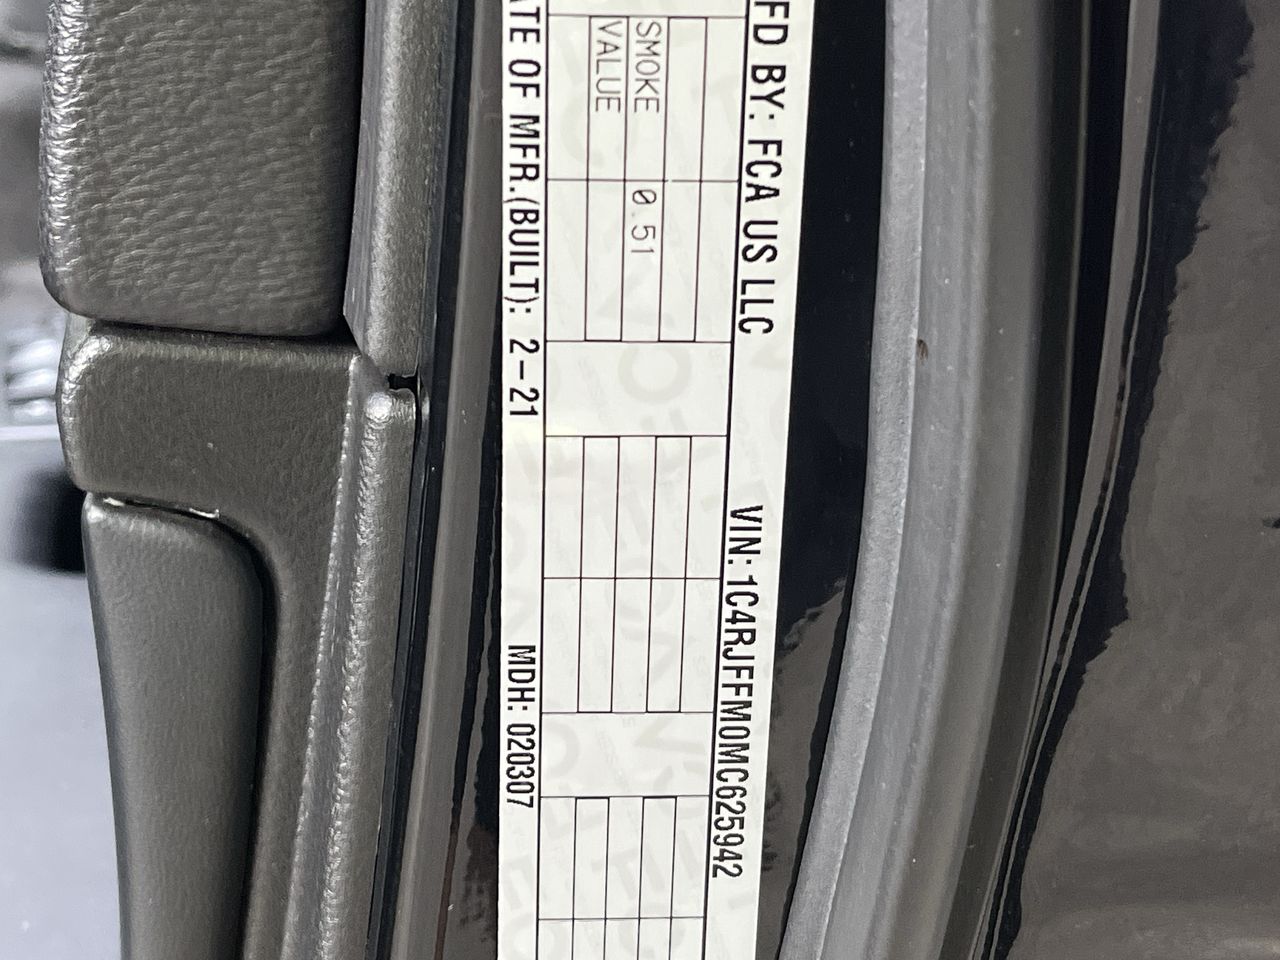 FD BY: FCA US LLC
VIN: 1C4RJFFM0MC625942
SMOKE 0.51
VALUE
ATE OF MFR.(BUILT): 2-21
MDH: 020307